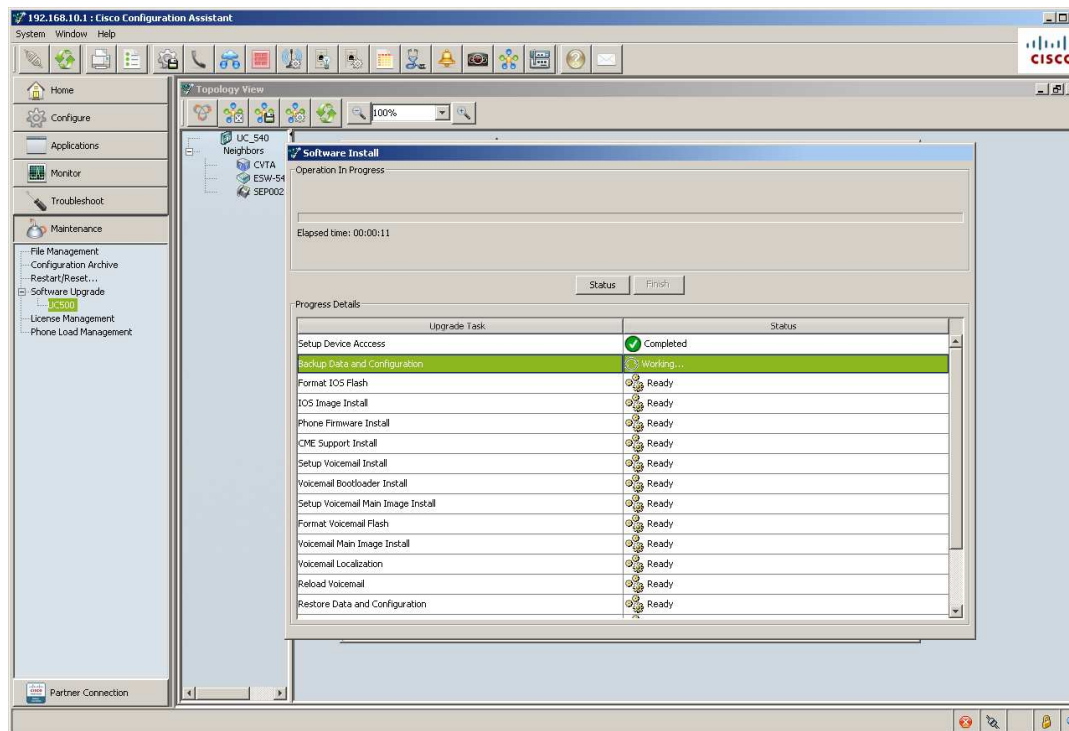 192.168.10.1 : Cisco Configuration Assistant
System Window Help
CISCO
Home
Configure
Applications
Monitor
Troubleshoot
Maintenance
File Management
Configuration Archive
Restart/Reset...
Software Upgrade
UC500
License Management
Phone Load Management
Partner Connection
Topology View
100%
UC_540
Neighbors
CVTA
ESW-54
SEP002
Software Install
Operation In Progress
Elapsed time: 00:00:11
Status Finish
Progress Details
Upgrade Task Status
Setup Device Acccess Completed
Backup Data and Configuration Working...
Format IOS Flash Ready
IOS Image Install Ready
Phone Firmware Install Ready
CME Support Install Ready
Setup Voicemail Install Ready
Voicemail Bootloader Install Ready
Setup Voicemail Main Image Install Ready
Format Voicemail Flash Ready
Voicemail Main Image Install Ready
Voicemail Localization Ready
Reload Voicemail Ready
Restore Data and Configuration Ready